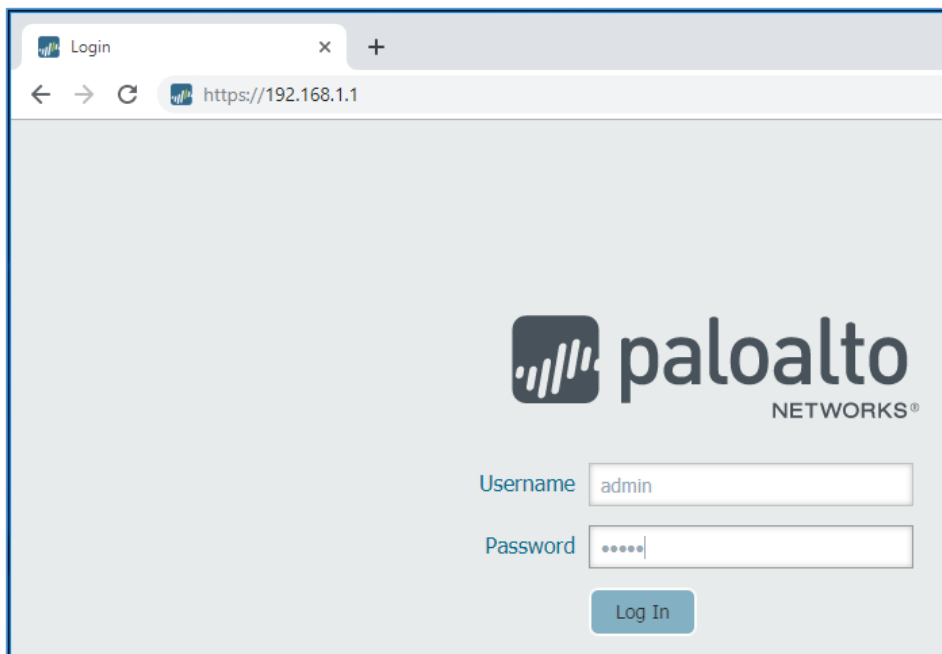 Login
https://192.168.1.1
paloalto
NETWORKS®
Username admin
Password •••••
Log In